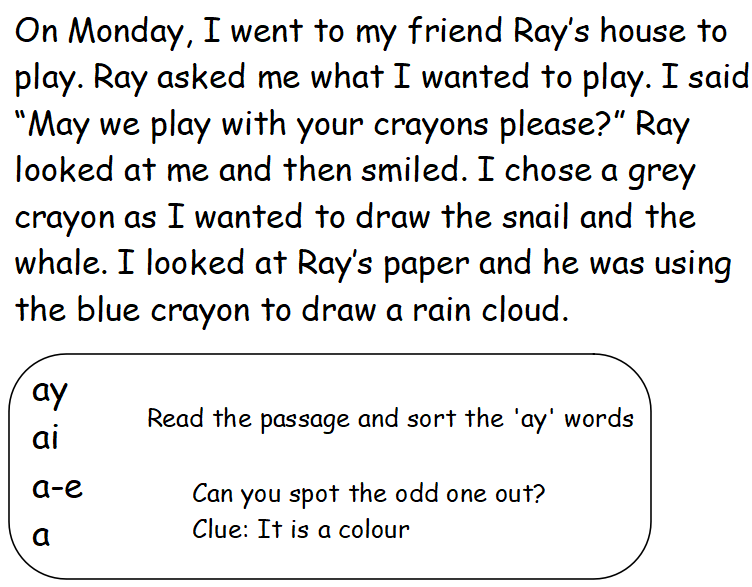 On Monday, I went to my friend Ray’s house to
play. Ray asked me what I wanted to play. I said
“May we play with your crayons please?” Ray
looked at me and then smiled. I chose a grey
crayon as I wanted to draw the snail and the
whale. I looked at Ray’s paper and he was using
the blue crayon to draw a rain cloud.
ay
Read the passage and sort the 'ay' words
ai
a-e
Can you spot the odd one out?
Clue: It is a colour
a